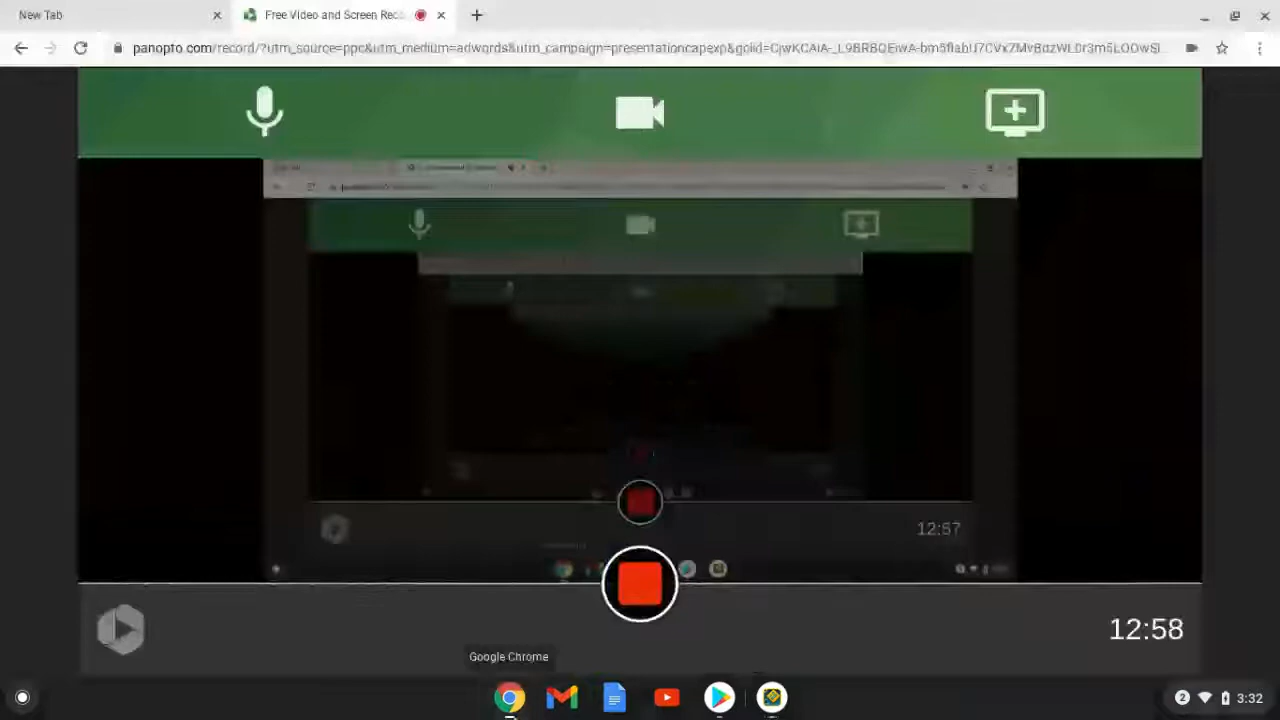 New Tab
Free Video and Screen Rec
panopto.com/record/?utm_source=ppc&utm_medium=adwords&utm_campaign=presentationcapexp&gclid=
12:57
12:58
Google Chrome
2
3:32